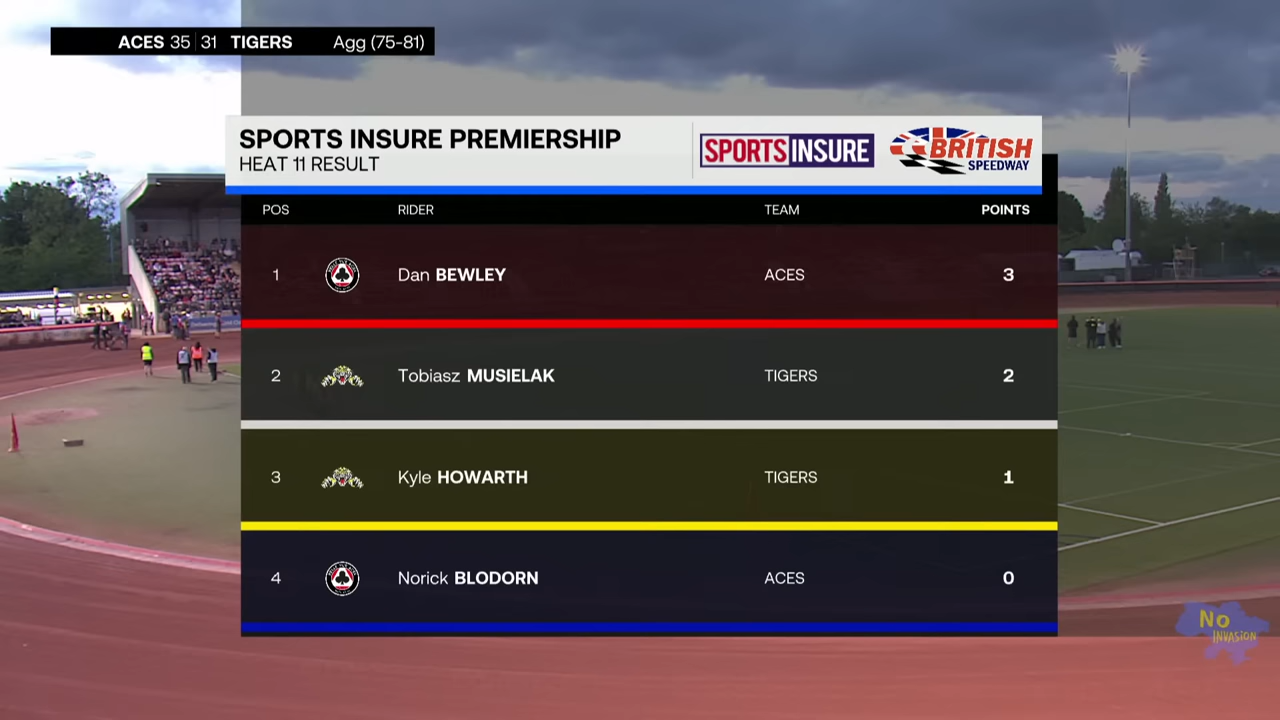 ACES 35 31 TIGERS Agg (75-81)
SPORTS INSURE PREMIERSHIP
HEAT 11 RESULT
SPORTSINSURE
BRITISH
SPEEDWAY
POS RIDER TEAM POINTS
1 Dan BEWLEY ACES 3
2 Tobiasz MUSIELAK TIGERS 2
3 Kyle HOWARTH TIGERS 1
4 Norick BLODORN ACES 0
No
INVASION